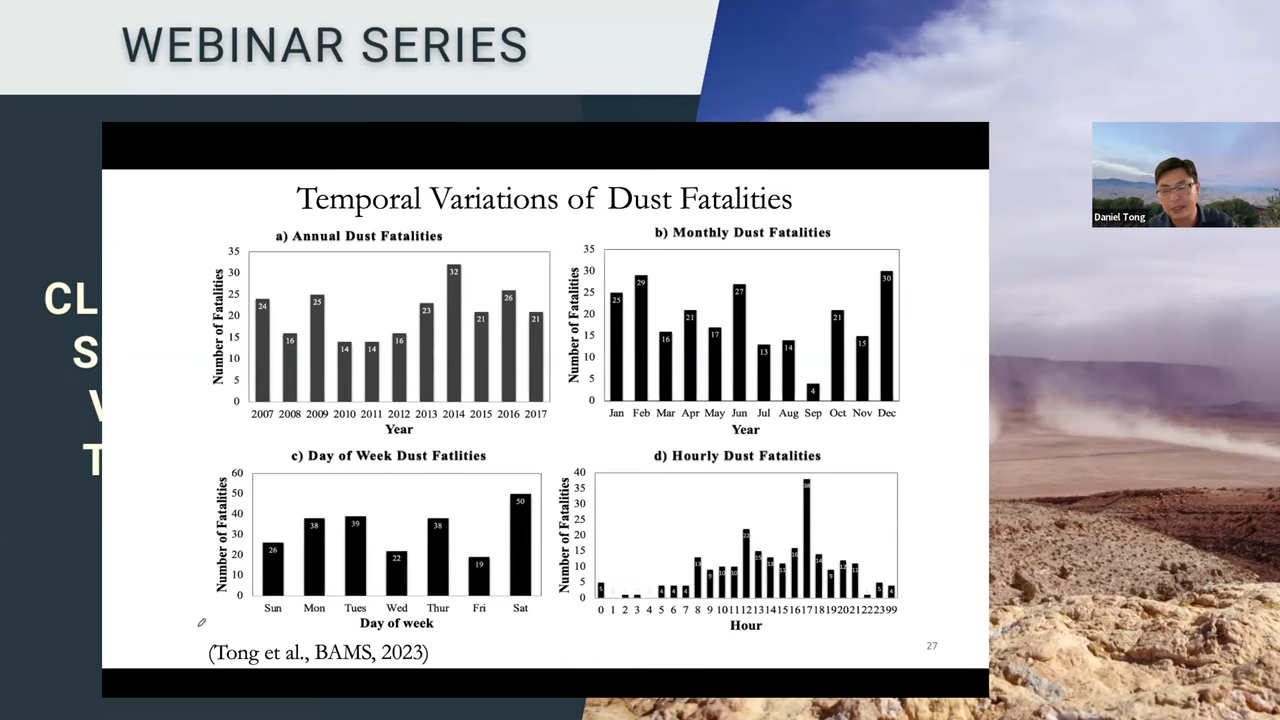 WEBINAR SERIES
CL
S
V
T
Daniel Tong
Temporal Variations of Dust Fatalities
a) Annual Dust Fatalities
Number of Fatalities
35
30
25
20
15
10
5
0
24
16
25
14
14
16
23
32
21
26
21
2007 2008 2009 2010 2011 2012 2013 2014 2015 2016 2017
Year
b) Monthly Dust Fatalities
Number of Fatalities
35
30
25
20
15
10
5
0
25
29
16
21
17
27
13
14
4
21
15
30
Jan Feb Mar Apr May Jun Jul Aug Sep Oct Nov Dec
Year
c) Day of Week Dust Fatlities
Number of Fatalities
60
50
40
30
20
10
0
26
38
39
22
38
19
50
Sun Mon Tues Wed Thur Fri Sat
Day of week
d) Hourly Dust Fatalities
Number of Fatalities
40
35
30
25
20
15
10
5
0
22
38
0 1 2 3 4 5 6 7 8 9 10 11 12 13 14 15 16 17 18 19 20 21 22 23 99
Hour
(Tong et al., BAMS, 2023)
27